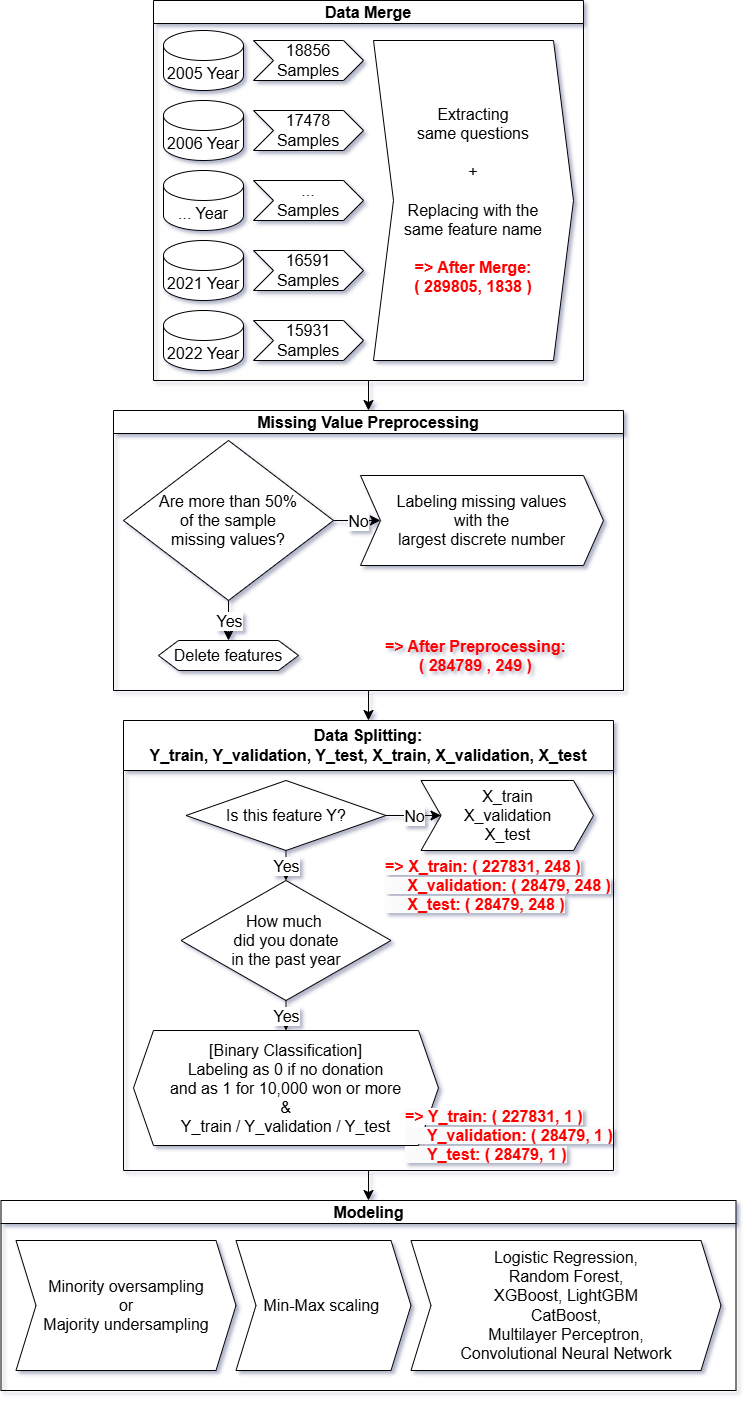 Data Merge
2005 Year
18856
Samples
2006 Year
17478
Samples
... Year
...
Samples
2021 Year
16591
Samples
2022 Year
15931
Samples
Extracting
same questions
+
Replacing with the
same feature name
=> After Merge:
( 289805, 1838 )
Missing Value Preprocessing
Are more than 50%
of the sample
missing values?
No
Labeling missing values
with the
largest discrete number
Yes
Delete features
=> After Preprocessing:
( 284789 , 249 )
Data Splitting:
Y_train, Y_validation, Y_test, X_train, X_validation, X_test
Is this feature Y?
No
X_train
X_validation
X_test
Yes
=> X_train: ( 227831, 248 )
X_validation: ( 28479, 248 )
X_test: ( 28479, 248 )
How much
did you donate
in the past year
Yes
[Binary Classification]
Labeling as 0 if no donation
and as 1 for 10,000 won or more
&
Y_train / Y_validation / Y_test
=> Y_train: ( 227831, 1 )
Y_validation: ( 28479, 1 )
Y_test: ( 28479, 1 )
Modeling
Minority oversampling
or
Majority undersampling
Min-Max scaling
Logistic Regression,
Random Forest,
XGBoost, LightGBM
CatBoost,
Multilayer Perceptron,
Convolutional Neural Network